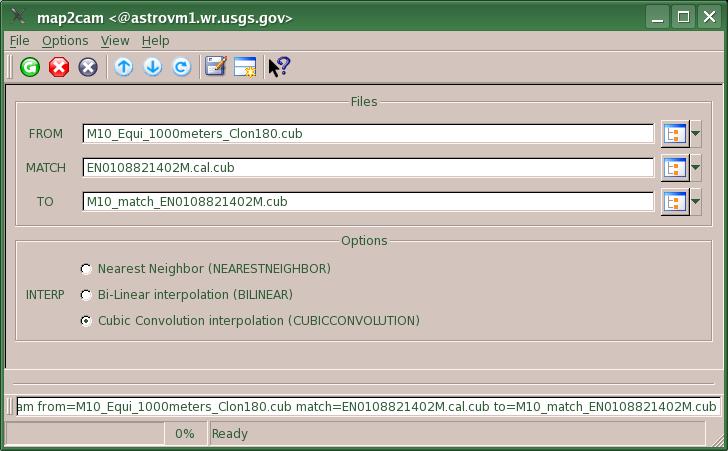 map2cam <@astrovm1.wr.usgs.gov>
File Options View Help
Files
FROM M10_Equi_1000meters_Clon180.cub
MATCH EN0108821402M.cal.cub
TO M10_match_EN0108821402M.cub
Options
Nearest Neighbor (NEARESTNEIGHBOR)
INTERP Bi-Linear interpolation (BILINEAR)
Cubic Convolution interpolation (CUBICCONVOLUTION)
am from=M10_Equi_1000meters_Clon180.cub match=EN0108821402M.cal.cub to=M10_match_EN0108821402M.cub
0% Ready